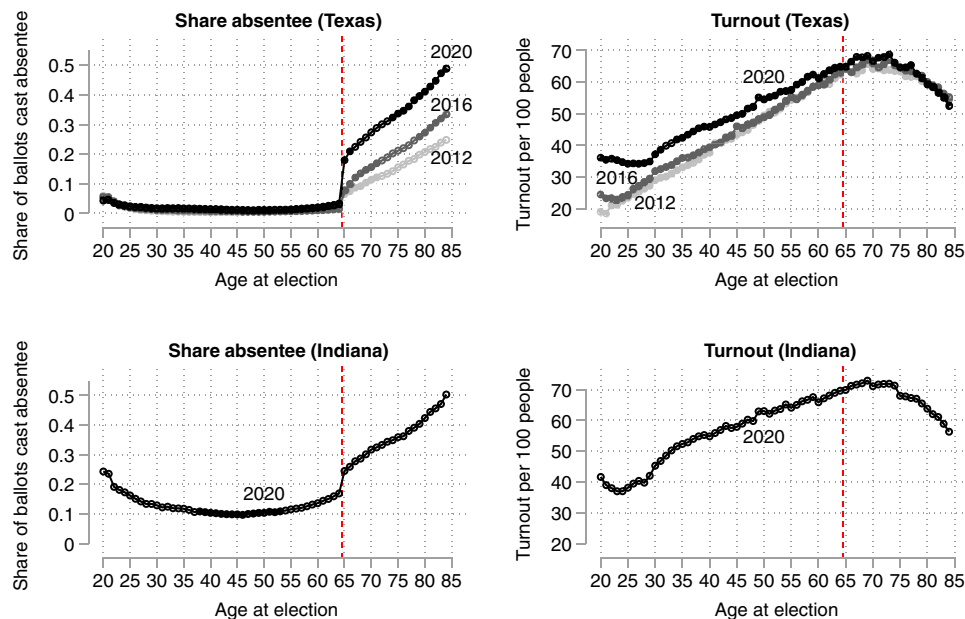 Share absentee (Texas)
Share of ballots cast absentee
0.5
0.4
0.3
0.2
0.1
0
2020
2016
2012
20 25 30 35 40 45 50 55 60 65 70 75 80 85
Age at election
Turnout (Texas)
Turnout per 100 people
70
60
50
40
30
20
2020
2016
2012
20 25 30 35 40 45 50 55 60 65 70 75 80 85
Age at election
Share absentee (Indiana)
Share of ballots cast absentee
0.5
0.4
0.3
0.2
0.1
0
2020
20 25 30 35 40 45 50 55 60 65 70 75 80 85
Age at election
Turnout (Indiana)
Turnout per 100 people
70
60
50
40
30
20
2020
20 25 30 35 40 45 50 55 60 65 70 75 80 85
Age at election